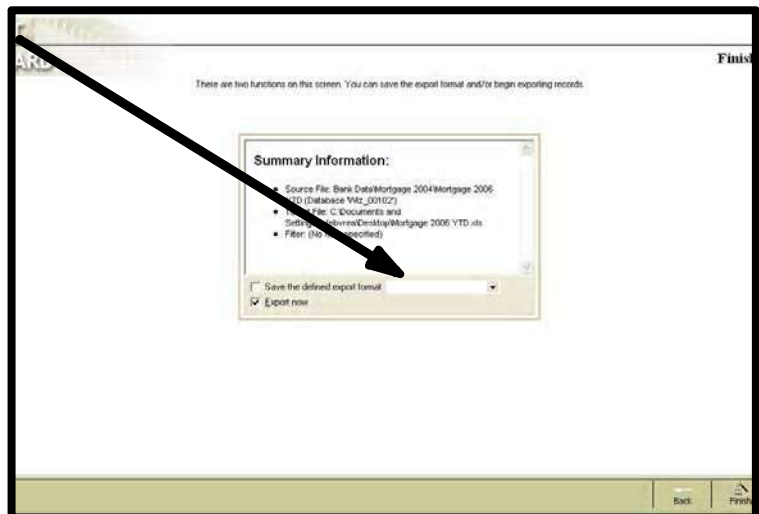 ARD
Finish
There are two functions on this screen. You can save the export format and/or begin exporting records.
Summary Information:
Source File: Bank Data\Mortgage 2004\Mortgage 2006
YTD (Database 'Wiz_00102')
File: C:\Documents and
Desktop\Mortgage 2006 YTD.xls
Filter: (No specified)
Save the defined export format
Export now
Back
Finish